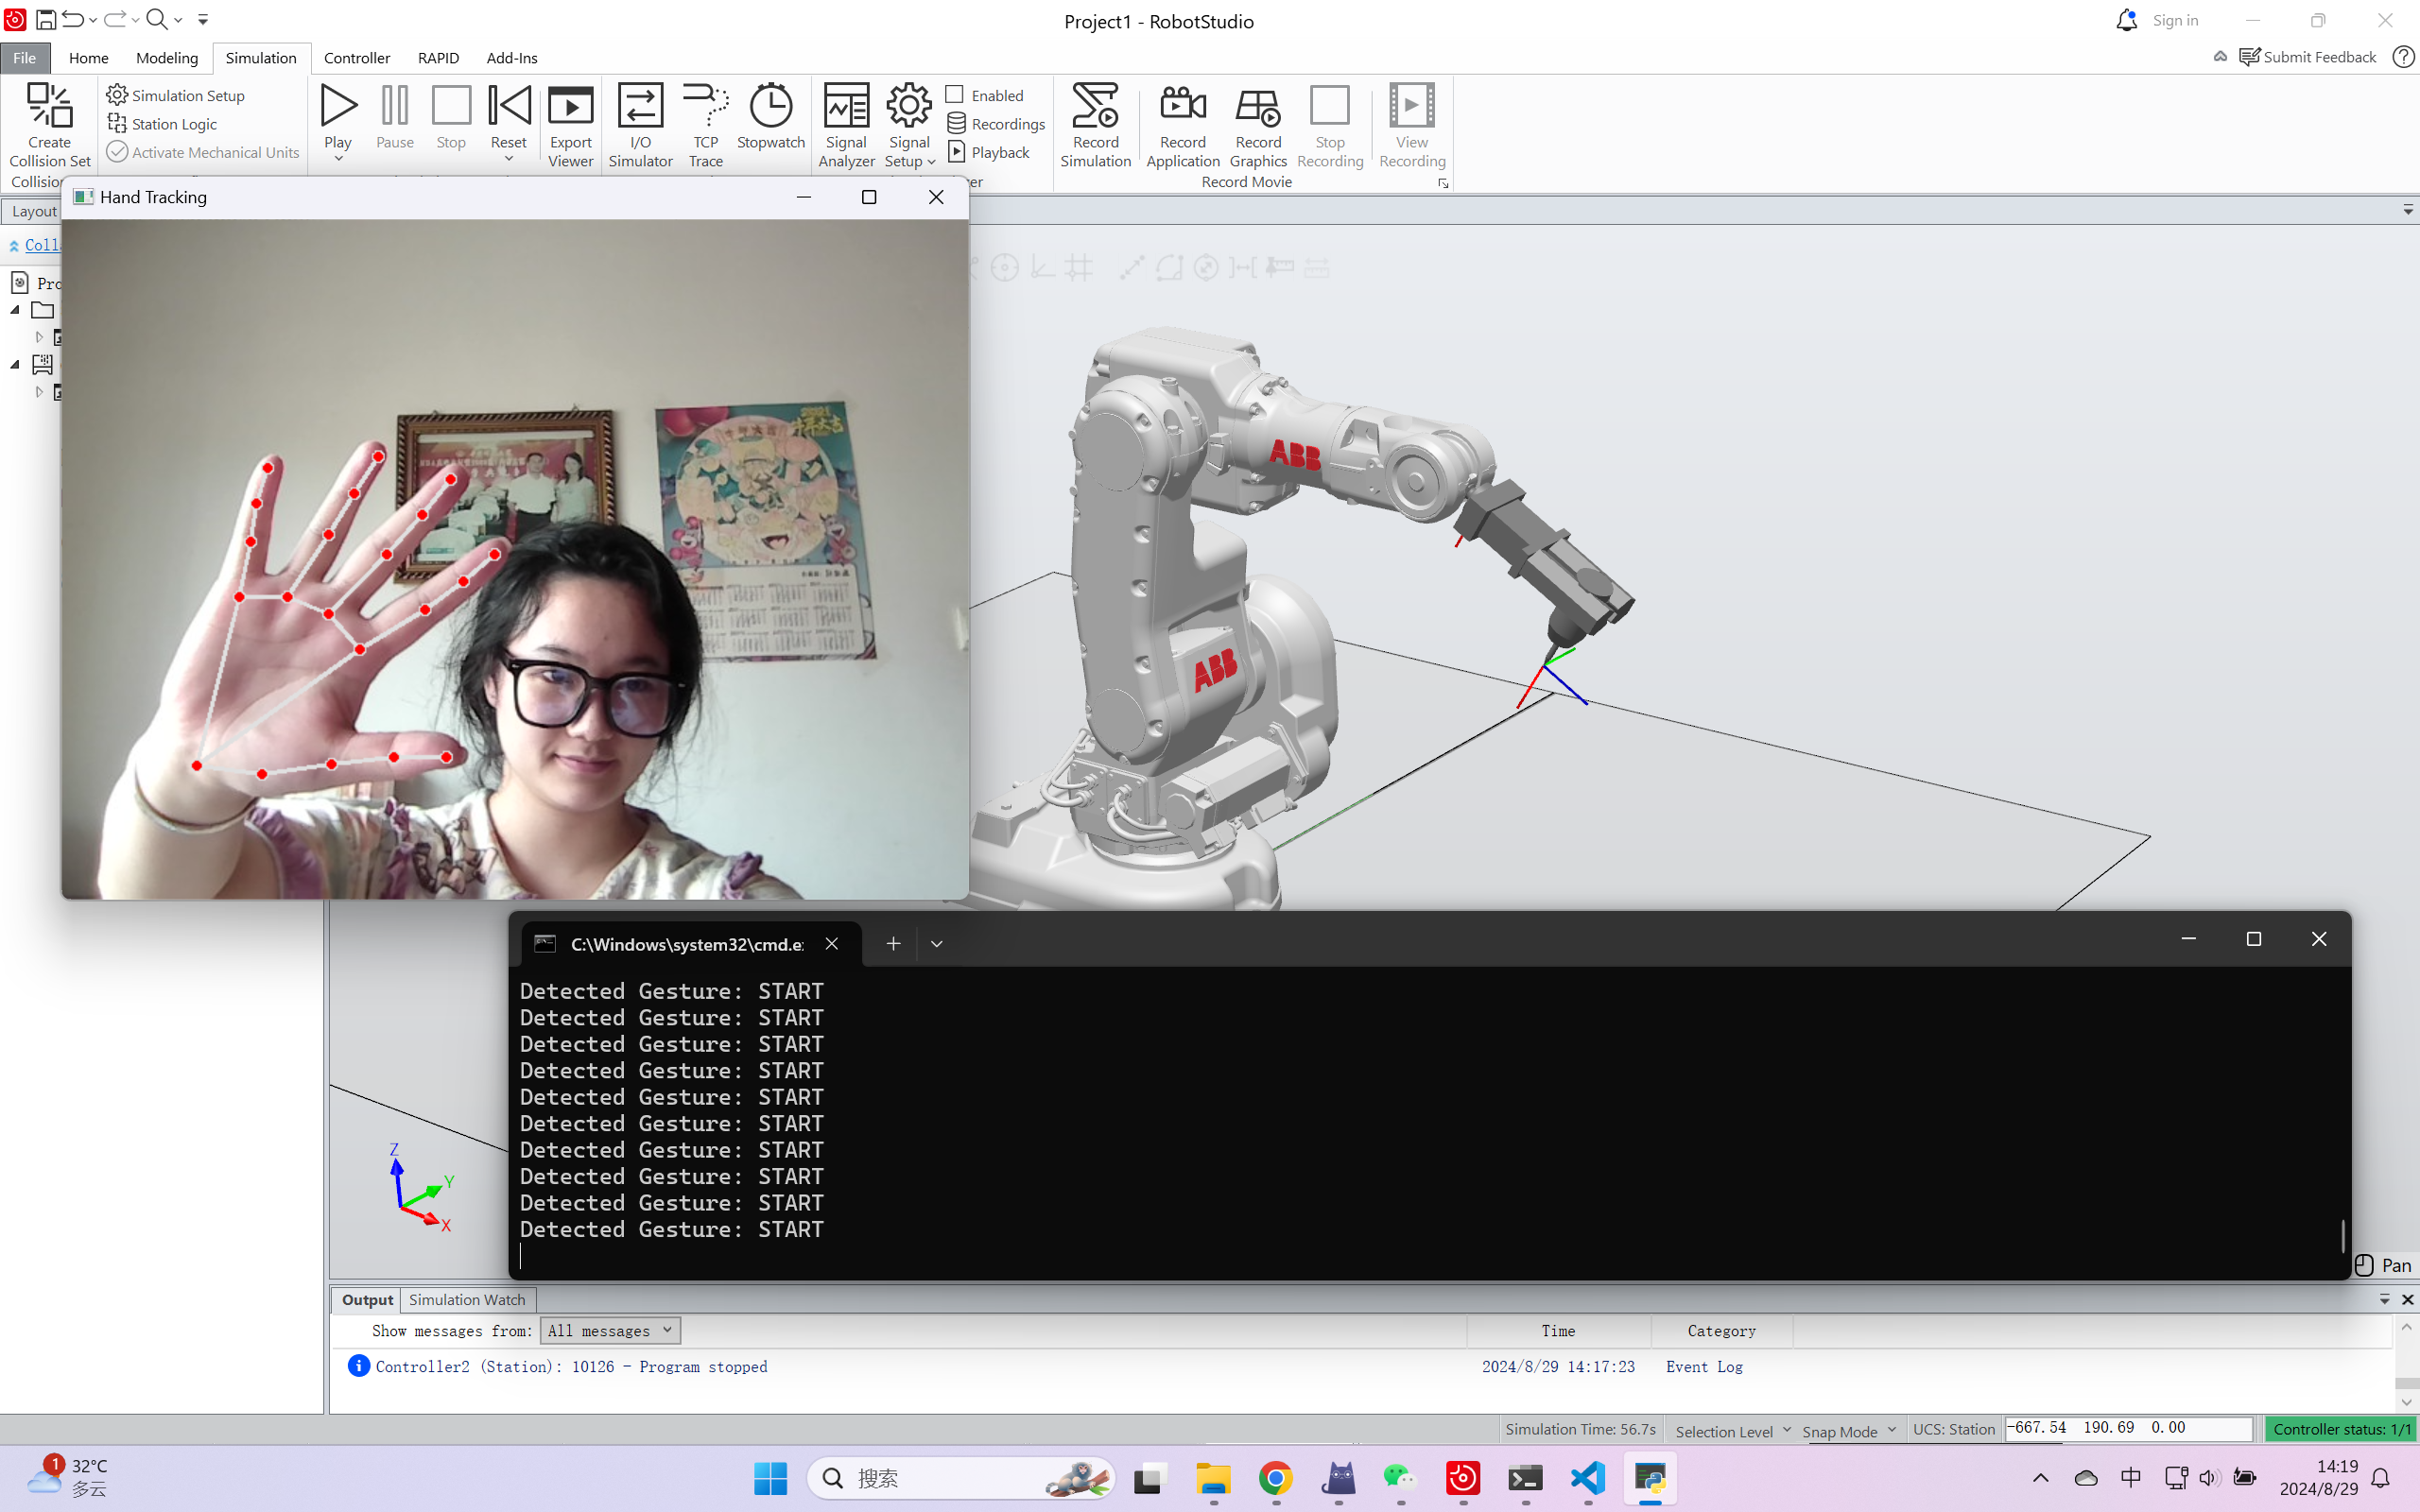 Project1 - RobotStudio
Sign in
File
Home
Modeling
Simulation
Controller
RAPID
Add-Ins
Submit Feedback
Create
Collision Set
Simulation Setup
Station Logic
Activate Mechanical Units
Play
Pause
Stop
Reset
Export
Viewer
I/O
Simulator
TCP
Trace
Stopwatch
Signal
Analyzer
Signal
Setup
Enabled
Recordings
Playback
Record
Simulation
Record
Application
Record
Graphics
Stop
Recording
View
Recording
Record Movie
Collision
er
Hand Tracking
Layout
Coll
Pro
2021
牛年大吉
ABB
ABB
C:\Windows\system32\cmd.e
Detected Gesture: START
Detected Gesture: START
Detected Gesture: START
Detected Gesture: START
Detected Gesture: START
Detected Gesture: START
Detected Gesture: START
Detected Gesture: START
Detected Gesture: START
Detected Gesture: START
Z
Y
X
Pan
Output
Simulation Watch
Show messages from:
All messages
Time
Category
Controller2 (Station): 10126 - Program stopped
2024/8/29 14:17:23
Event Log
Simulation Time: 56.7s
Selection Level
Snap Mode
UCS: Station
-667.54 190.69 0.00
Controller status: 1/1
1
32°C
多云
搜索
中
14:19
2024/8/29